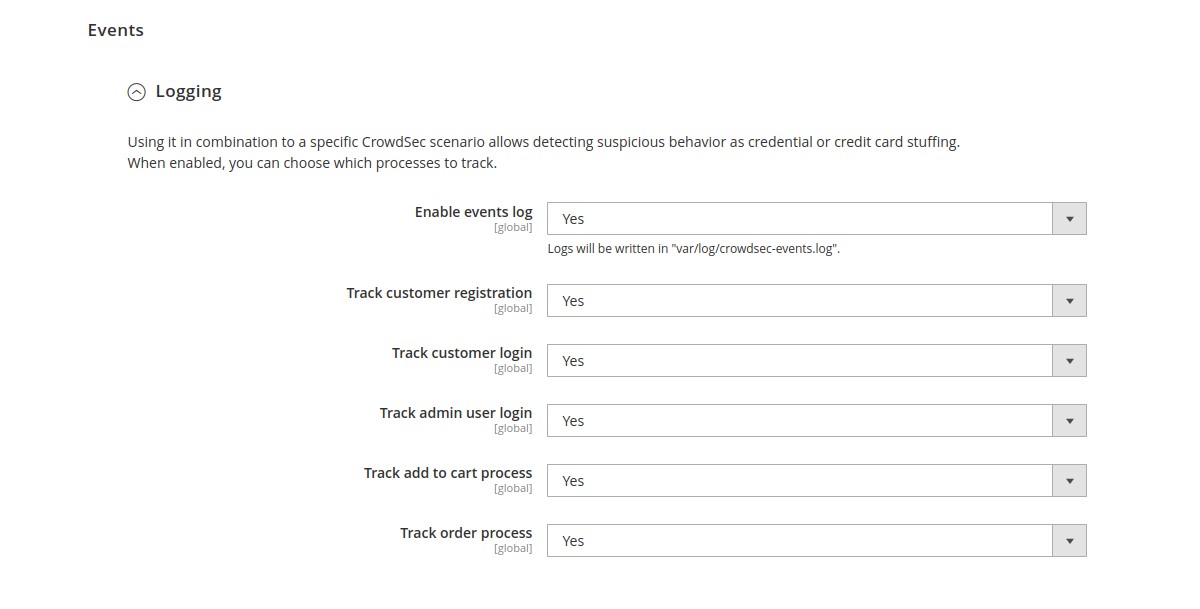 Events
Logging
Using it in combination to a specific CrowdSec scenario allows detecting suspicious behavior as credential or credit card stuffing.
When enabled, you can choose which processes to track.
Enable events log
[global]
Yes
Logs will be written in "var/log/crowdsec-events.log".
Track customer registration
[global]
Yes
Track customer login
[global]
Yes
Track admin user login
[global]
Yes
Track add to cart process
[global]
Yes
Track order process
[global]
Yes